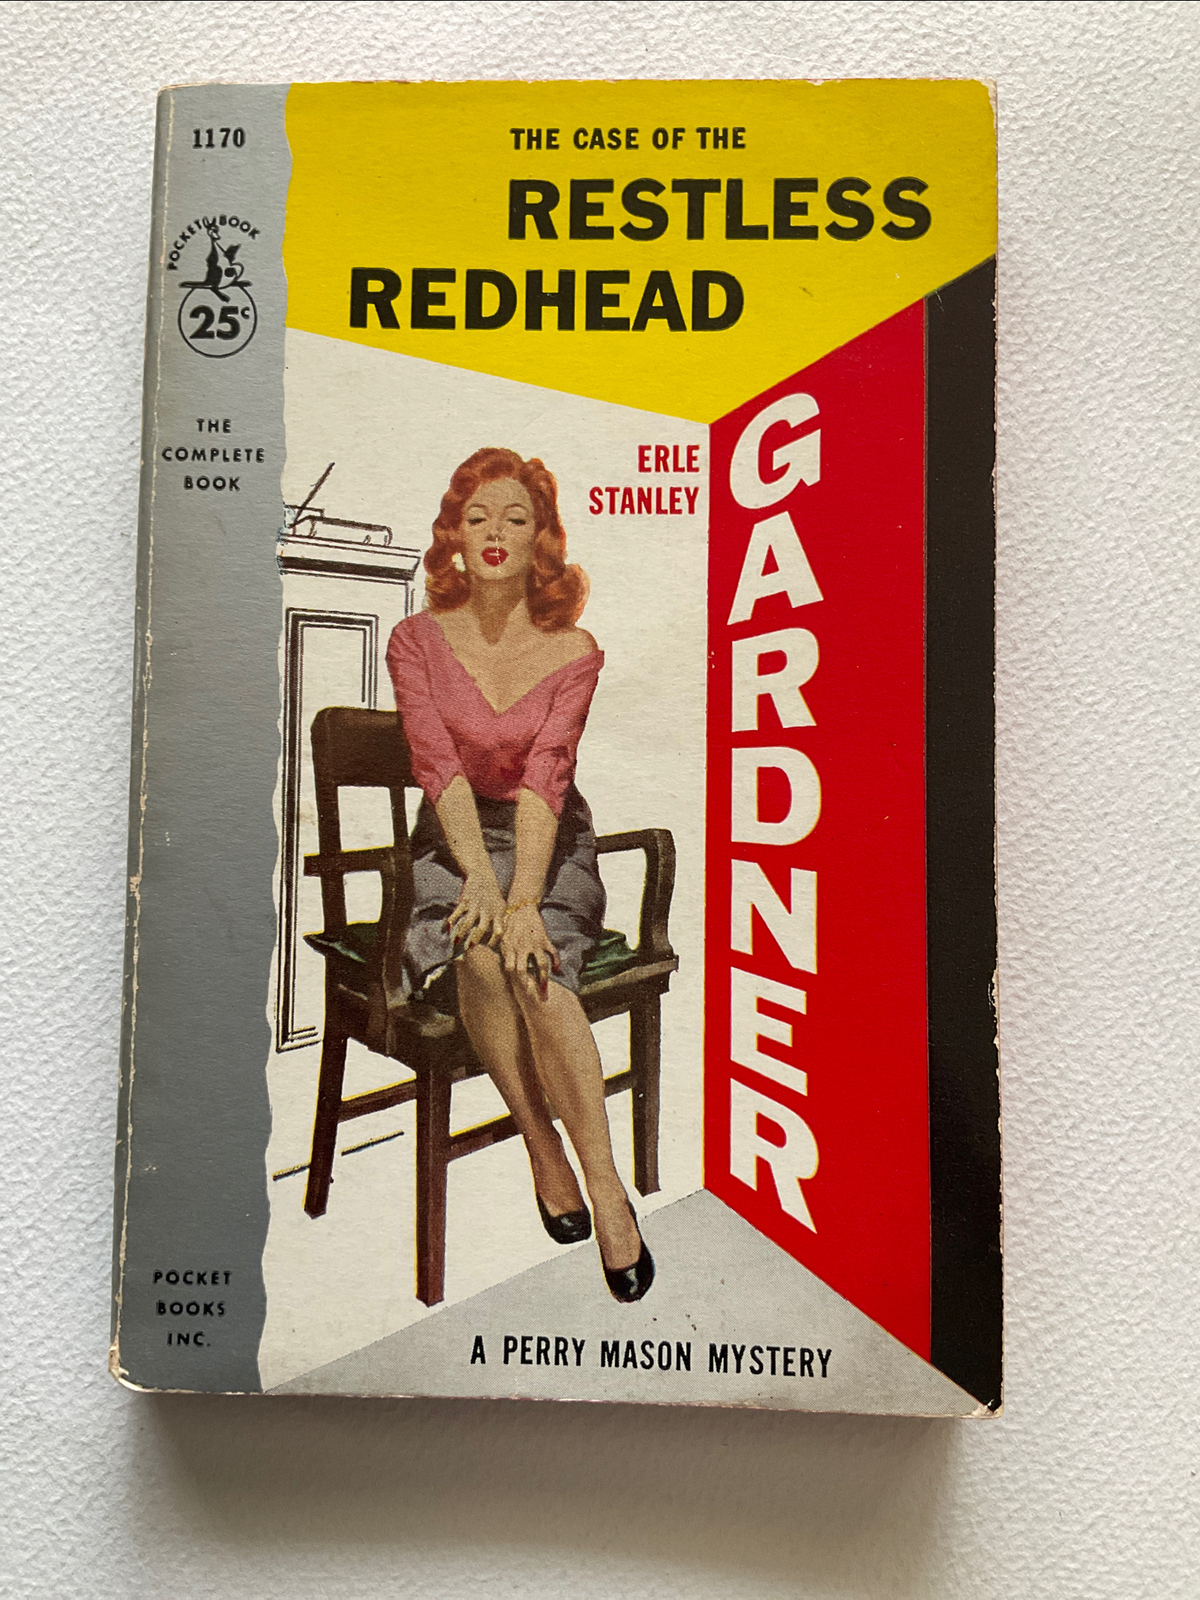 1170
POCKET BOOK
25c
THE
COMPLETE
BOOK
POCKET
BOOKS
INC.
THE CASE OF THE
RESTLESS
REDHEAD
ERLE
STANLEY
GARDNER
A PERRY MASON MYSTERY